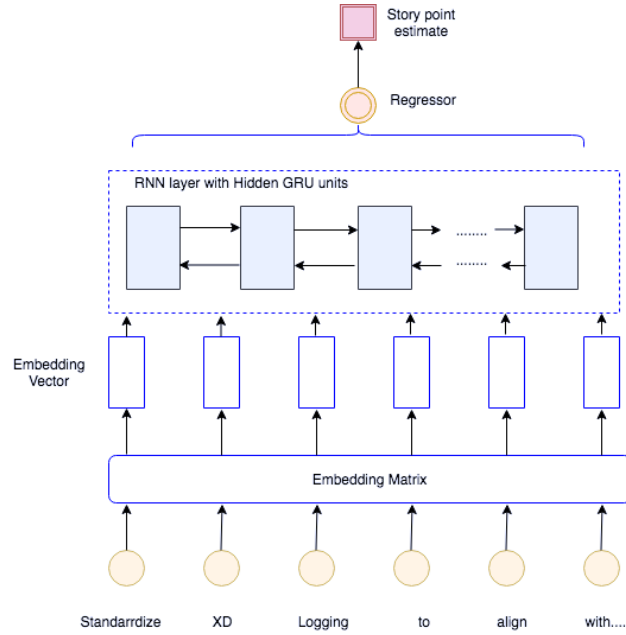 Story point
estimate
Regressor
RNN layer with Hidden GRU units
........
........
Embedding
Vector
Embedding Matrix
Standarrdize XD Logging to align with....